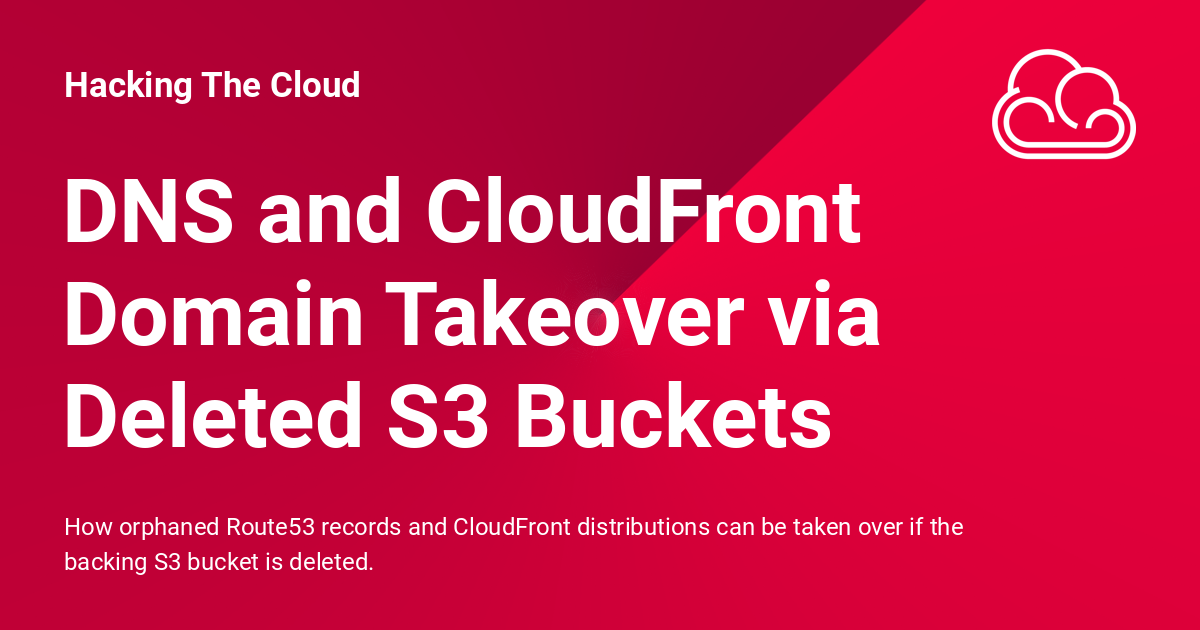 Hacking The Cloud
DNS and CloudFront
Domain Takeover via
Deleted S3 Buckets
How orphaned Route53 records and CloudFront distributions can be taken over if the
backing S3 bucket is deleted.